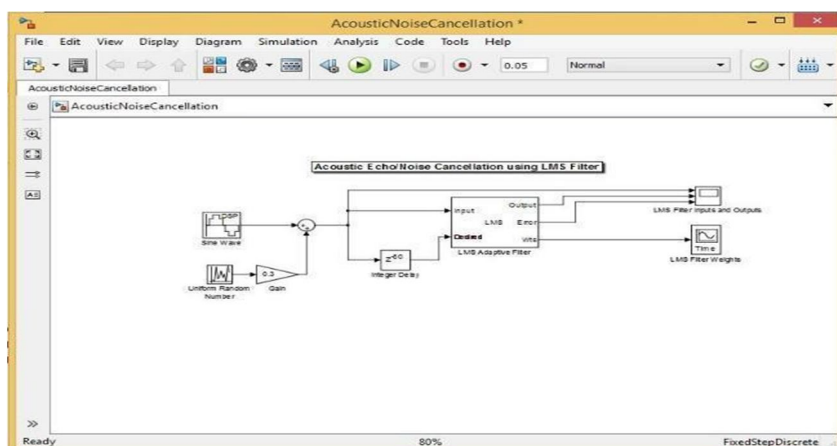 AcousticNoiseCancellation *
File Edit View Display Diagram Simulation Analysis Code Tools Help
0.05 Normal
AcousticNoiseCancellation
AcousticNoiseCancellation
Acoustic Echo/Noise Cancellation using LMS Filter
DSP
Sine Wave
Uniform Random
Number
0.3
Gain
z-60
Integer Delay
Input Output
LMS Error
Desired Wts
LMS Adaptive Filter
LMS Filter Inputs and Outputs
Time
LMS Filter Weights
Ready 80% FixedStepDiscrete